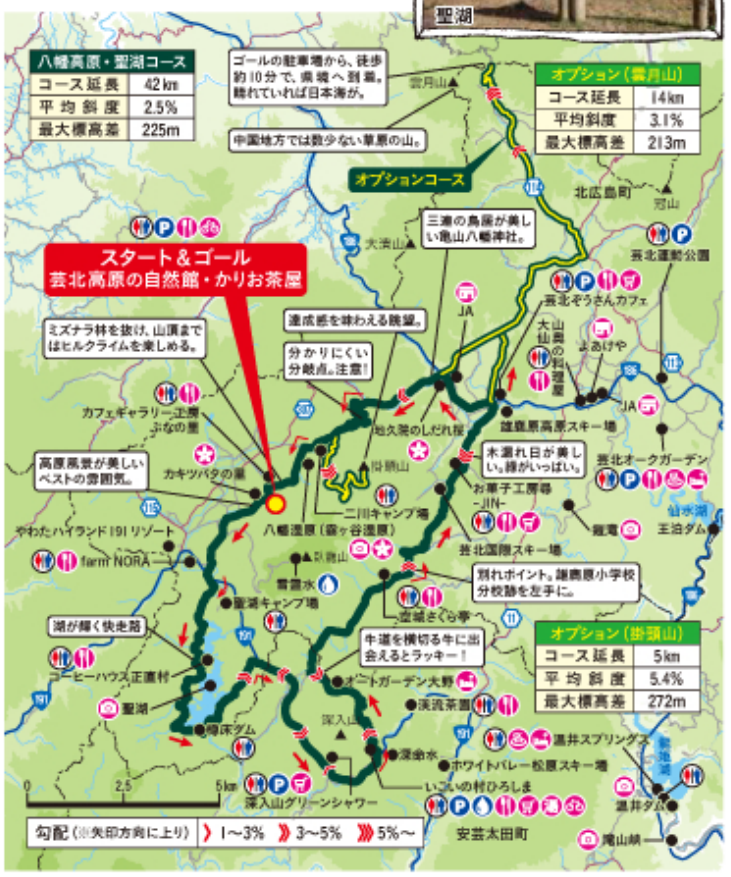 聖湖
八幡高原・聖湖コース
コース延長 42km
平均斜度 2.5%
最大標高差 225m
ゴールの駐車場から、徒歩
約10分で、県境へ到着。
晴れていれば日本海が。
雲月山
オプション(雲月山)
コース延長 14km
平均斜度 3.1%
最大標高差 213m
中国地方では数少ない草原の山。
オプションコース
114
北広島町
冠山
三連の鳥居が美し
い亀山八幡神社。
186
大潰山
P
P
芸北運動公園
スタート&ゴール
芸北高原の自然館・かりお茶屋
P
芸北ぞうさんカフェ
JA
ミズナラ林を抜け、山頂まで
はヒルクライムを楽しめる。
達成感を味わえる眺望。
分かりにくい
分岐点。注意!
大仙
山奥の料理屋
よあけや
186
113
307
カフェギャラリー工房
ぶなの里
地久院のしだれ桜
雄鹿原高原スキー場
JA
高原風景が美しい
ベストの雰囲気。
カキツバタの里
掛頭山
木漏れ日が美し
い。緑がいっぱい。
芸北オークガーデン
P
お菓子工房尋
-JIN-
115
二川キャンプ場
八幡湿原(霧ヶ谷湿原)
仙水湖
王泊ダム
やわたハイランド191リゾート
芸北国際スキー場
farm NORA
臥龍山
雪霊水
別れポイント。雄鹿原小学校
分校跡を左手に。
聖湖キャンプ場
空城さくら亭
11
湖が輝く快走路
191
牛道を横切る牛に出
会えるとラッキー!
オプション(掛頭山)
コース延長 5km
平均斜度 5.4%
最大標高差 272m
コーヒーハウス正直村
オートガーデン大野
191
聖湖
渓流茶園
深入山
191
樽床ダム
温井スプリングス
深命水
ホワイトバレー松原スキー場
龍姫湖
0 2.5 5km
P
いこいの村ひろしま
深入山グリーンシャワー
温井ダム
P
勾配(※矢印方向に上り) 1〜3% 3〜5% 5%〜
安芸太田町
滝山峡